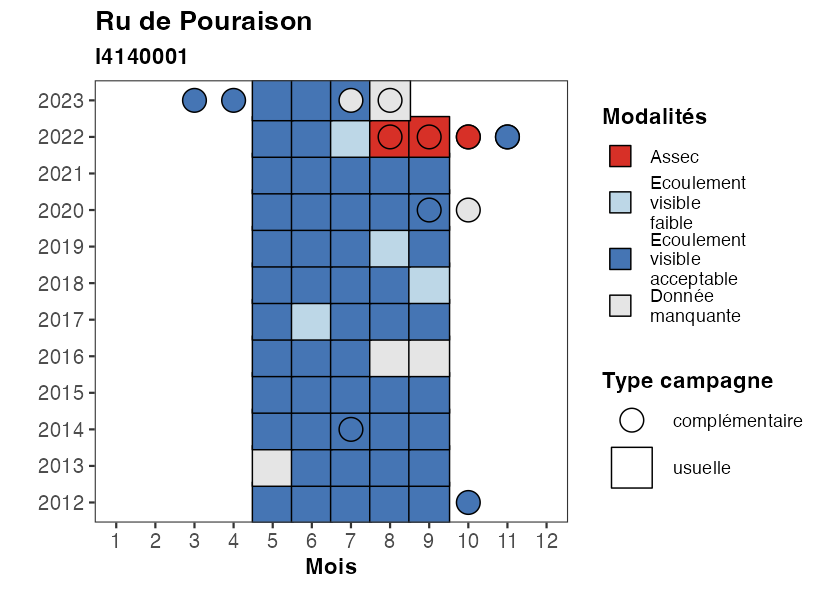 Ru de Pouraison
I4140001
2023
2022
2021
2020
2019
2018
2017
2016
2015
2014
2013
2012
1 2 3 4 5 6 7 8 9 10 11 12
Mois
Modalités
Assec
Ecoulement
visible
faible
Ecoulement
visible
acceptable
Donnée
manquante
Type campagne
complémentaire
usuelle